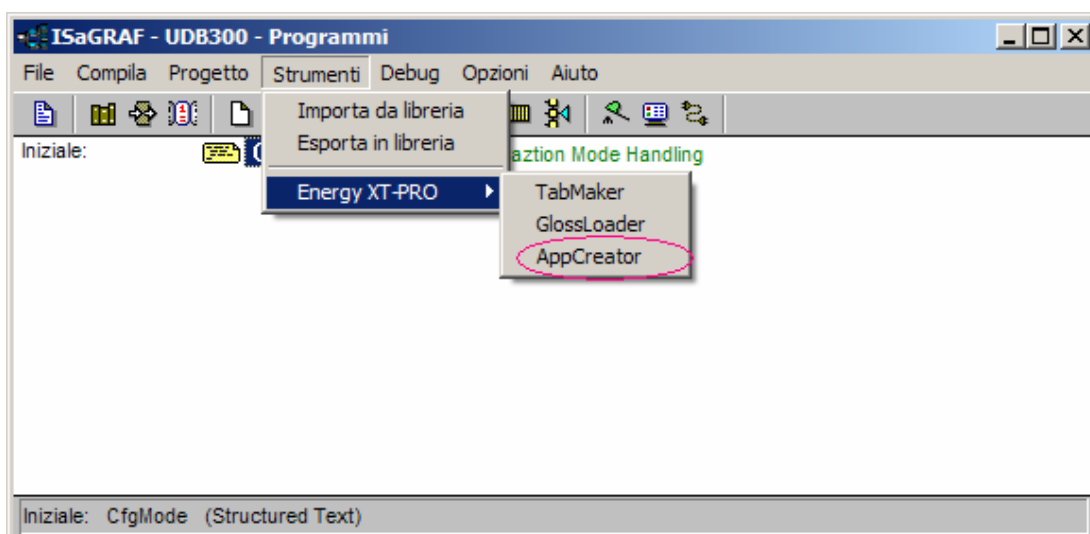 ISaGRAF - UDB300 - Programmi
File Compila Progetto Strumenti Debug Opzioni Aiuto
Importa da libreria
Esporta in libreria
Iniziale: aztion Mode Handling
Energy XT-PRO
TabMaker
GlossLoader
AppCreator
Iniziale: CfgMode (Structured Text)